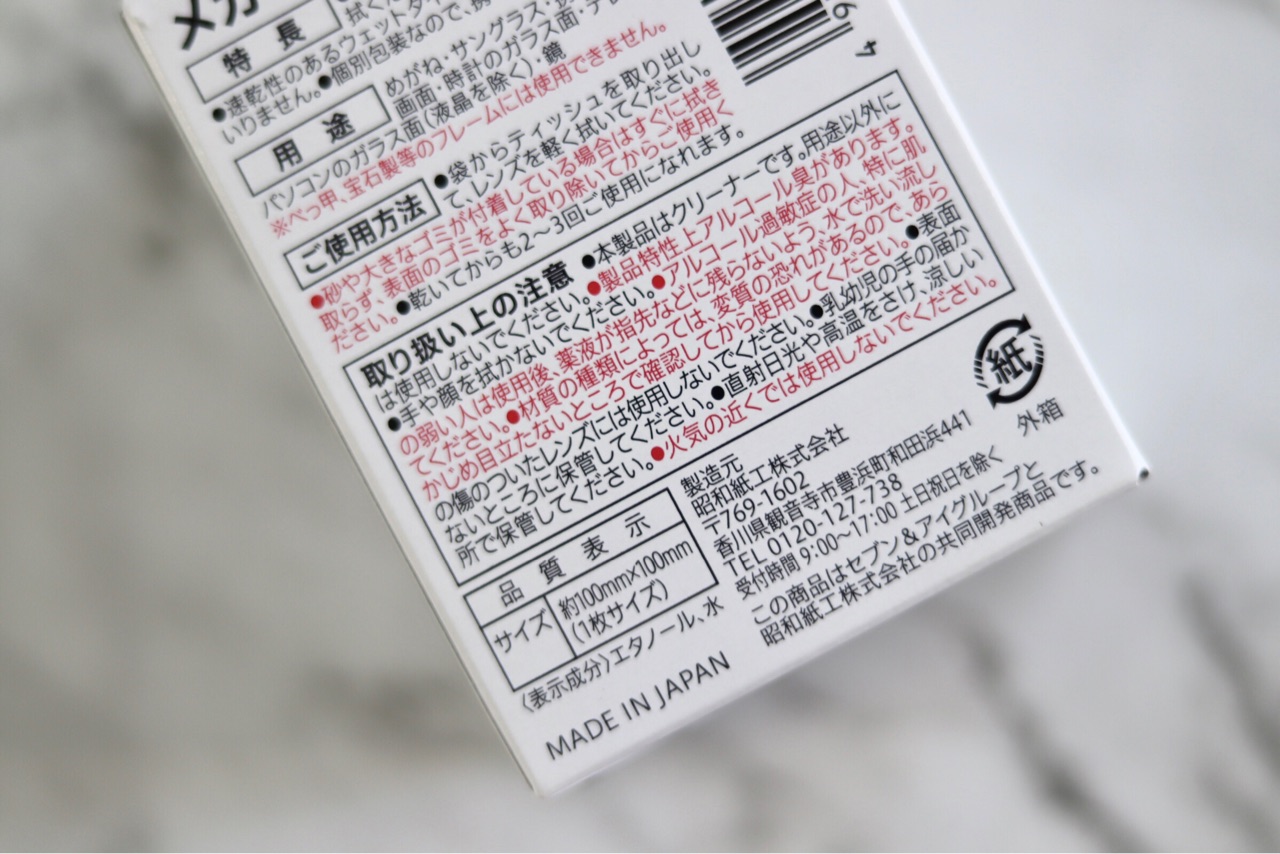 メガ
拭くだ
特長
●速乾性のあるウェットタイ
いりません。●個別包装なので、携
用途
めがね・サングラス・
画面・時計のガラス面・テレ
パソコンのガラス面(液晶を除く)・鏡
※べっ甲、宝石製等のフレームには使用できません。
ご使用方法
●袋からティッシュを取り出し
て、レンズを軽く拭いてください。
●砂や大きなゴミが付着している場合はすぐに拭き
取らず、表面のゴミをよく取り除いてからご使用く
ださい。●乾いてからも2～3回ご使用になれます。
取り扱い上の注意 ●本製品はクリーナーです。用途以外に
は使用しないでください。●製品特性上アルコール臭があります。
●手や顔を拭かないでください。●アルコール過敏症の人、特に肌
の弱い人は使用後、薬液が指先などに残らないよう、水で洗い流し
てください。●材質の種類によっては、変質の恐れがあるので、あら
かじめ目立たないところで確認してから使用してください。●表面
の傷のついたレンズには使用しないでください。●乳幼児の手の届か
ないところに保管してください。●直射日光や高温をさけ、涼しい
所で保管してください。●火気の近くでは使用しないでください。
品質表示
サイズ
約100mm×100mm
(1枚サイズ)
〈表示成分〉エタノール、水
MADE IN JAPAN
製造元
昭和紙工株式会社
〒769-1602
香川県観音寺市豊浜町和田浜441
TEL 0120-127-738
受付時間 9:00～17:00 土日祝日を除く
この商品はセブン&アイグループと
昭和紙工株式会社の共同開発商品です。
紙
外箱